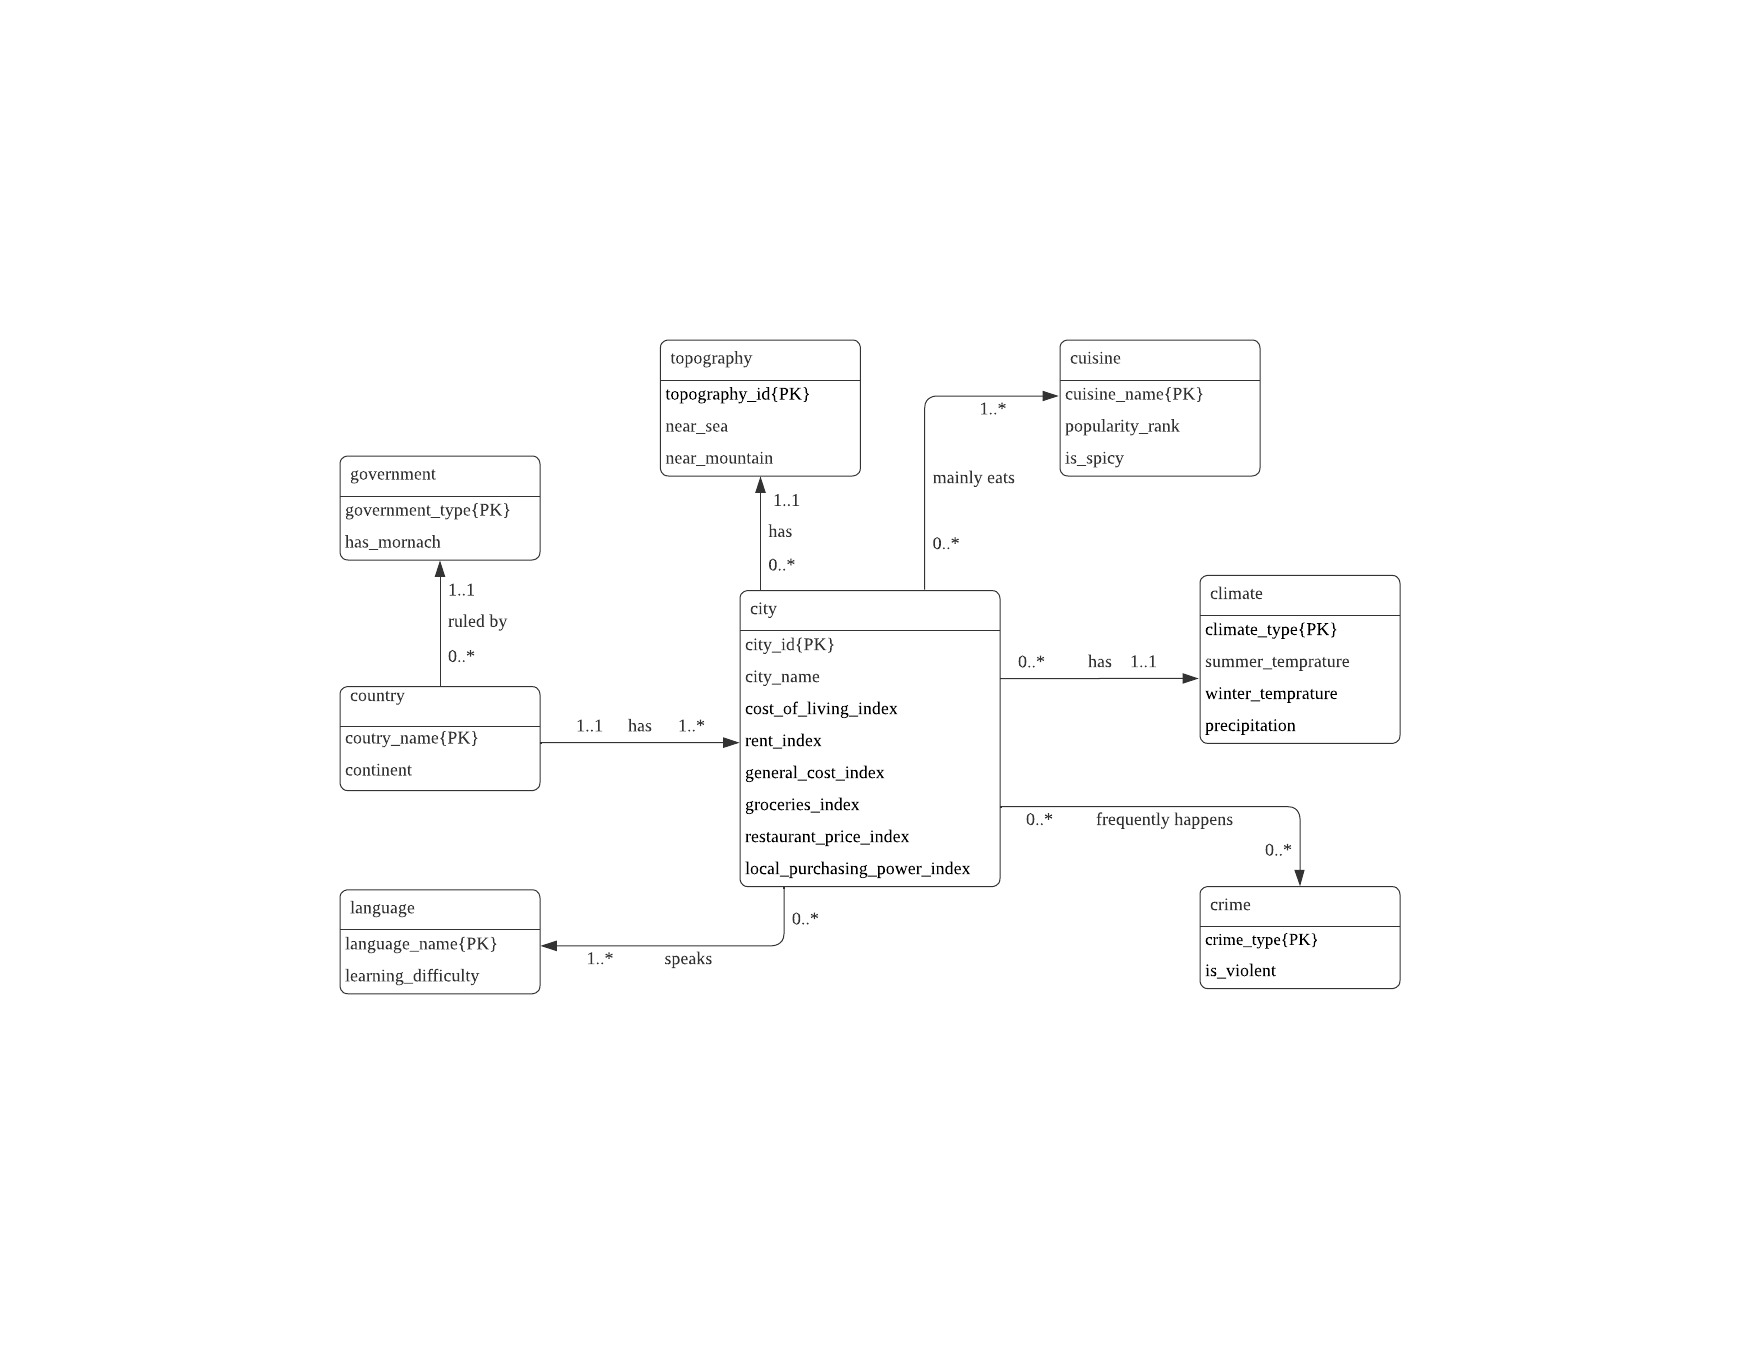 topography
topography_id{PK}
near_sea
near_mountain
cuisine
cuisine_name{PK}
popularity_rank
is_spicy
1..*
mainly eats
0..*
government
government_type{PK}
has_mornach
1..1
has
0..*
1..1
ruled by
0..*
country
coutry_name{PK}
continent
1..1 has 1..*
city
city_id{PK}
city_name
cost_of_living_index
rent_index
general_cost_index
groceries_index
restaurant_price_index
local_purchasing_power_index
climate
climate_type{PK}
summer_temprature
winter_temprature
precipitation
0..* has 1..1
0..* frequently happens
0..*
crime
crime_type{PK}
is_violent
language
language_name{PK}
learning_difficulty
0..*
1..* speaks